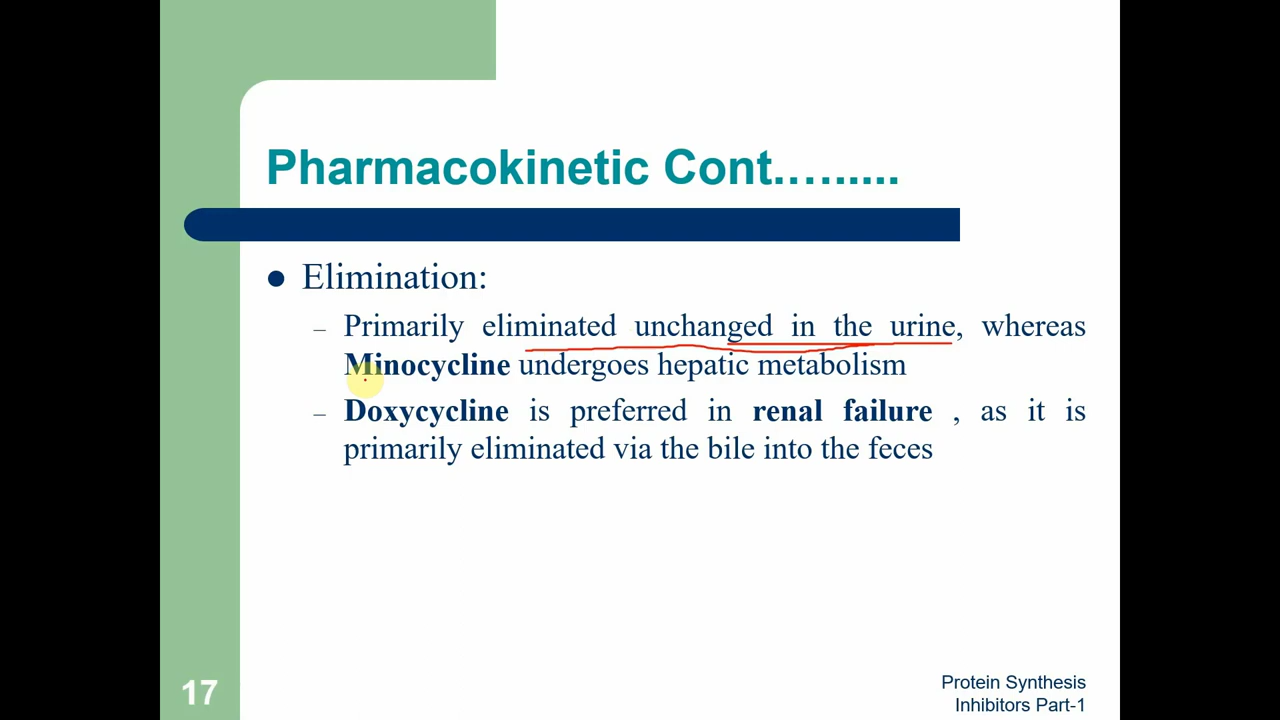 Pharmacokinetic Cont.…......
Elimination:
– Primarily eliminated unchanged in the urine, whereas
Minocycline undergoes hepatic metabolism
– Doxycycline is preferred in renal failure , as it is
primarily eliminated via the bile into the feces
17
Protein Synthesis
Inhibitors Part-1